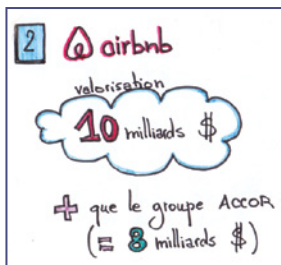 2 airbnb
valorisation
10 milliards $
+ que le groupe ACCOR
(= 8 milliards $)